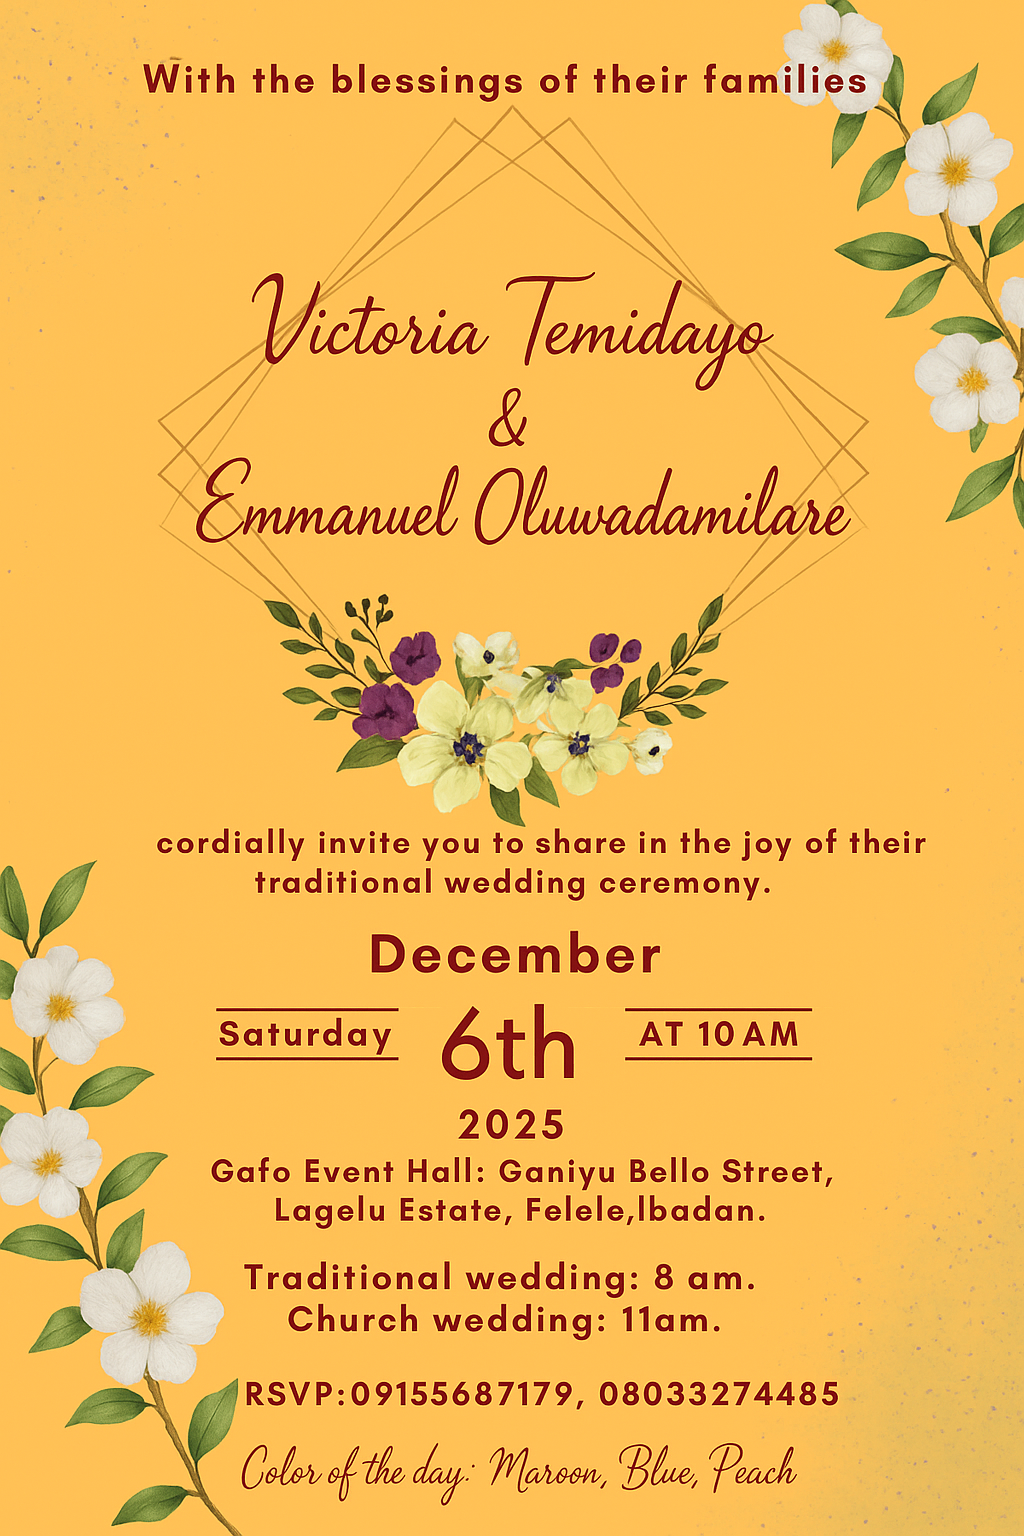 With the blessings of their families
Victoria Temidayo
&
Emmanuel Oluwadamilare
cordially invite you to share in the joy of their
traditional wedding ceremony.
December
Saturday 6th AT 10 AM
2025
Gafo Event Hall: Ganiyu Bello Street,
Lagelu Estate, Felele,Ibadan.
Traditional wedding: 8 am.
Church wedding: 11am.
RSVP:09155687179, 08033274485
Color of the day: Maroon, Blue, Peach